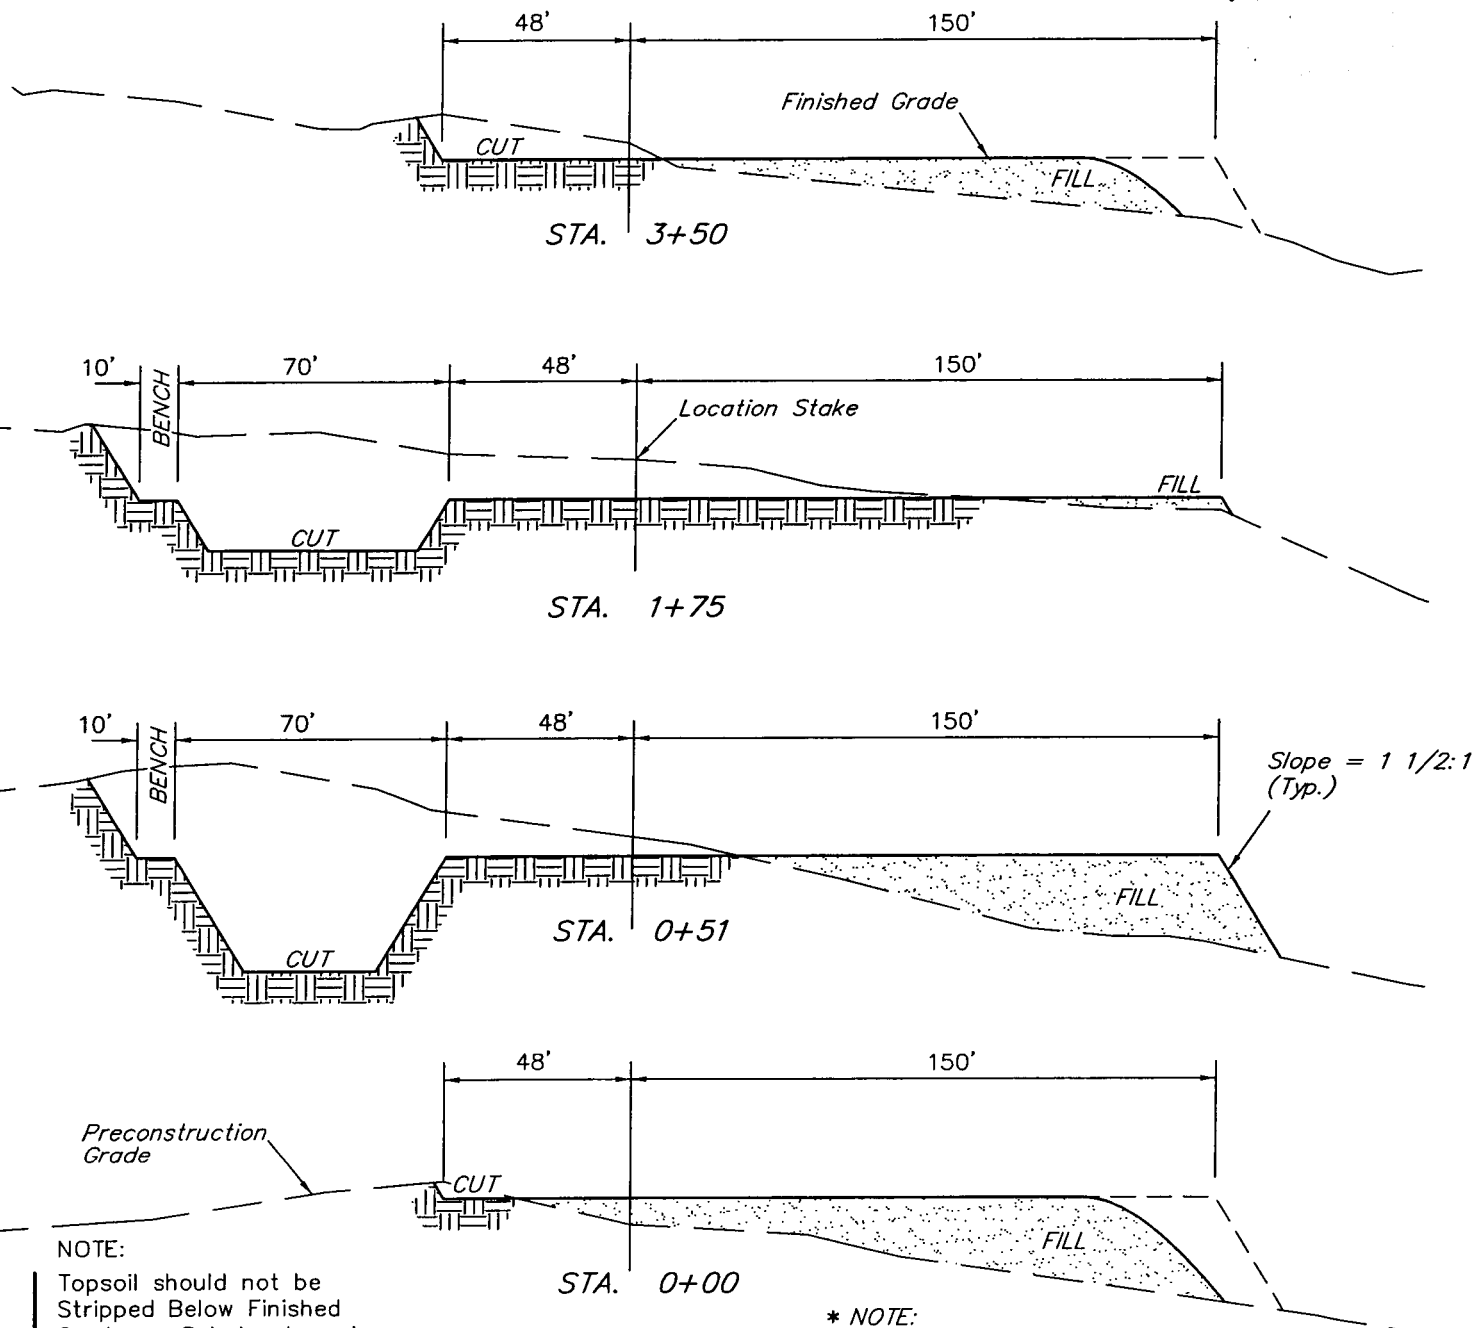 48' 150'
Finished Grade
CUT
FILL
STA. 3+50
10' BENCH 70' 48' 150'
Location Stake
FILL
CUT
STA. 1+75
10' BENCH 70' 48' 150'
Slope = 1 1/2:1
(Typ.)
FILL
STA. 0+51
CUT
48' 150'
Preconstruction
Grade
CUT
FILL
STA. 0+00
NOTE:
Topsoil should not be
Stripped Below Finished
* NOTE: